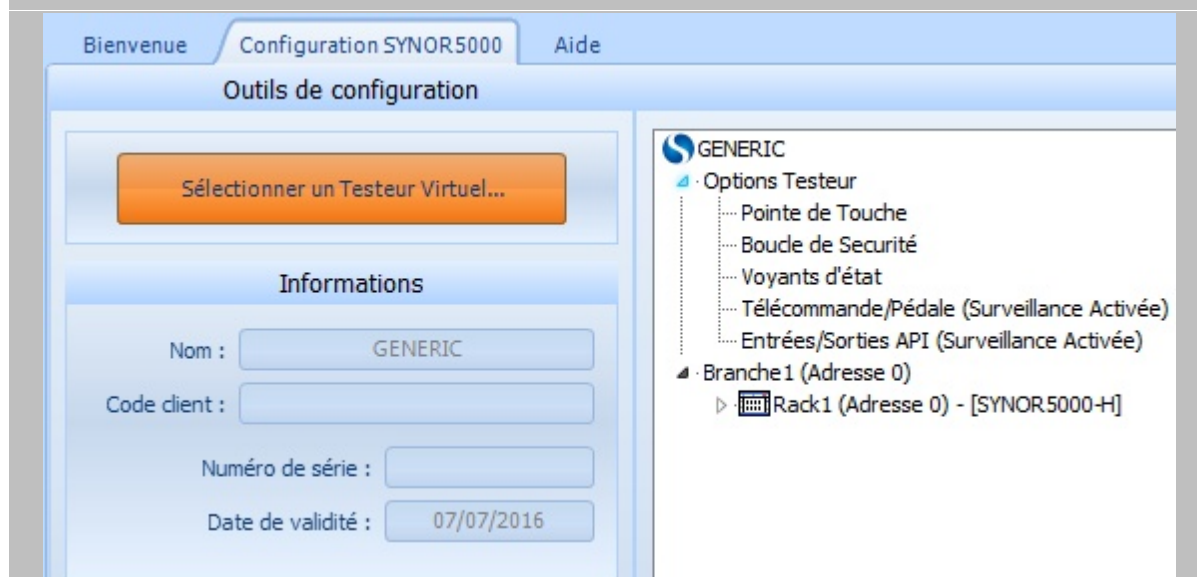 Bienvenue Configuration SYNOR5000 Aide
Outils de configuration
Sélectionner un Testeur Virtuel...
Informations
Nom : GENERIC
Code client :
Numéro de série :
Date de validité : 07/07/2016
GENERIC
Options Testeur
Pointe de Touche
Boucle de Securité
Voyants d'état
Télécommande/Pédale (Surveillance Activée)
Entrées/Sorties API (Surveillance Activée)
Branche1 (Adresse 0)
Rack1 (Adresse 0) - [SYNOR5000-H]